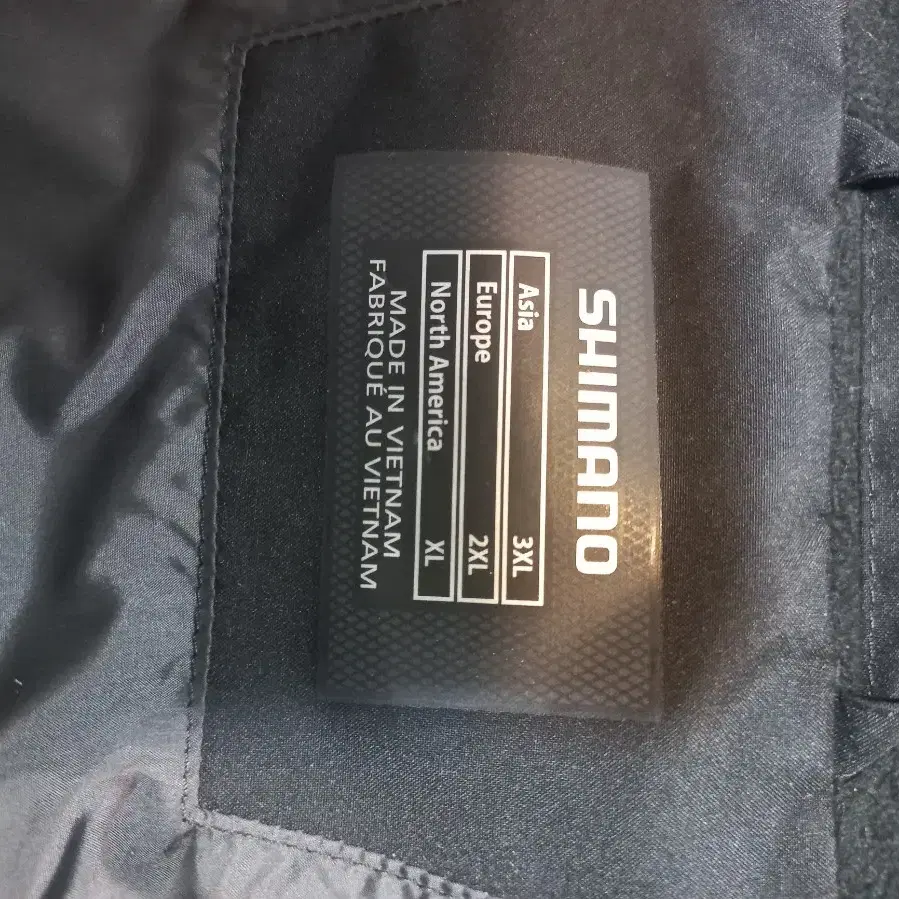 SHIMANO
Asia 3XL
Europe 2XL
North America XL
MADE IN VIETNAM
FABRIQUÉ AU VIETNAM